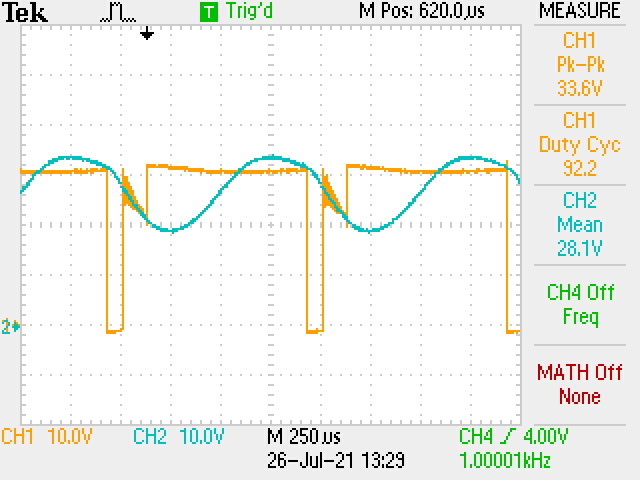 Tek T Trig'd M Pos: 620.0µs MEASURE
CH1
Pk-Pk
33.6V
CH1
Duty Cyc
92.2
CH2
Mean
28.1V
CH4 Off
Freq
MATH Off
None
2
CH1 10.0V CH2 10.0V M 250µs CH4 4.00V
26-Jul-21 13:29 1.00001kHz